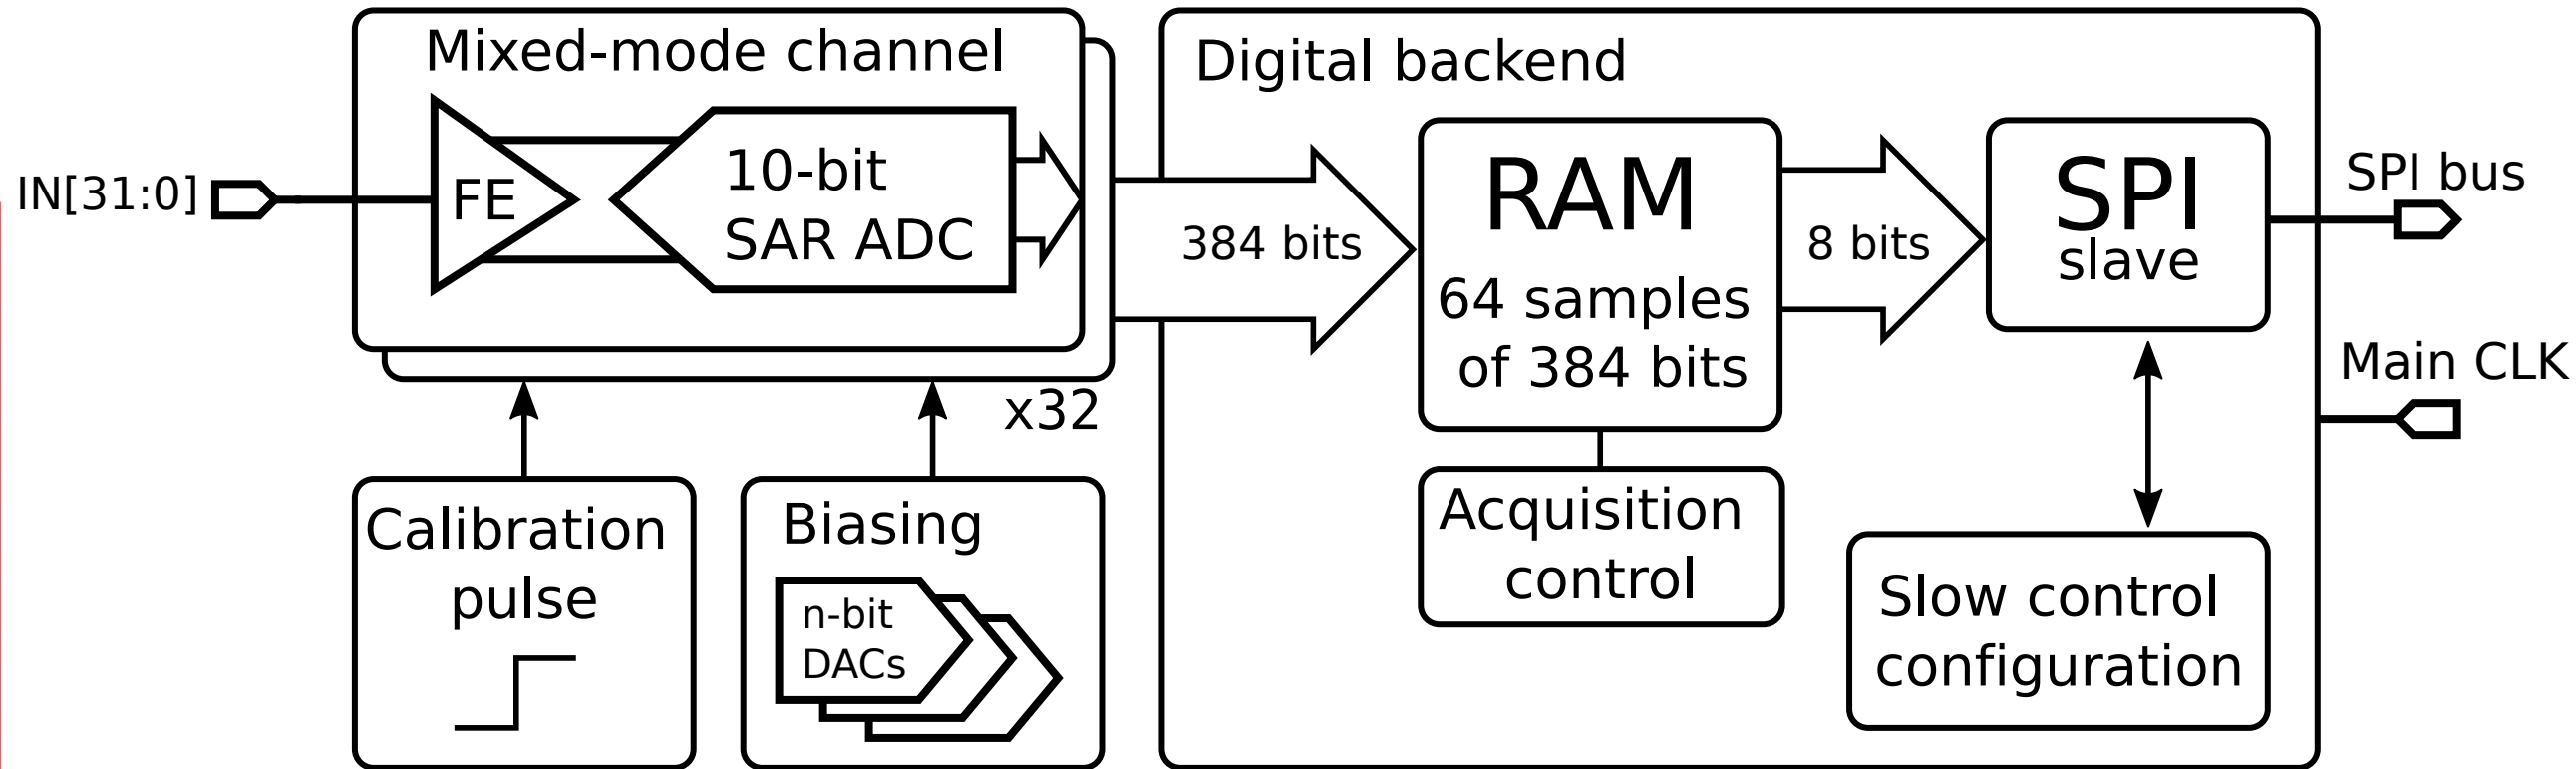 Mixed-mode channel
IN[31:0]
FE
10-bit
SAR ADC
x32
Calibration
pulse
Biasing
n-bit
DACs
Digital backend
384 bits
RAM
64 samples
of 384 bits
8 bits
SPI
slave
Acquisition
control
Slow control
configuration
SPI bus
Main CLK